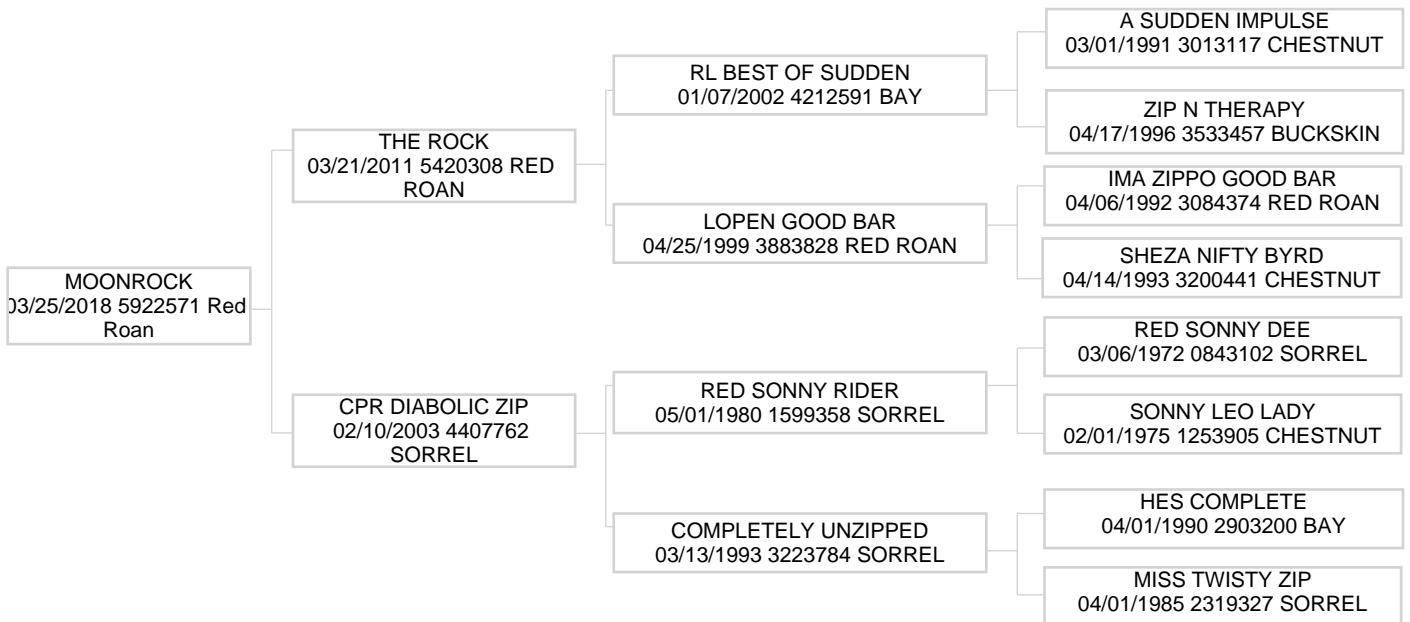 A SUDDEN IMPULSE
03/01/1991 3013117 CHESTNUT
RL BEST OF SUDDEN
01/07/2002 4212591 BAY
ZIP N THERAPY
04/17/1996 3533457 BUCKSKIN
THE ROCK
03/21/2011 5420308 RED
ROAN
IMA ZIPPO GOOD BAR
04/06/1992 3084374 RED ROAN
LOPEN GOOD BAR
04/25/1999 3883828 RED ROAN
SHEZA NIFTY BYRD
04/14/1993 3200441 CHESTNUT
MOONROCK
03/25/2018 5922571 Red
Roan
RED SONNY DEE
03/06/1972 0843102 SORREL
RED SONNY RIDER
05/01/1980 1599358 SORREL
SONNY LEO LADY
02/01/1975 1253905 CHESTNUT
CPR DIABOLIC ZIP
02/10/2003 4407762
SORREL
HES COMPLETE
04/01/1990 2903200 BAY
COMPLETELY UNZIPPED
03/13/1993 3223784 SORREL
MISS TWISTY ZIP
04/01/1985 2319327 SORREL